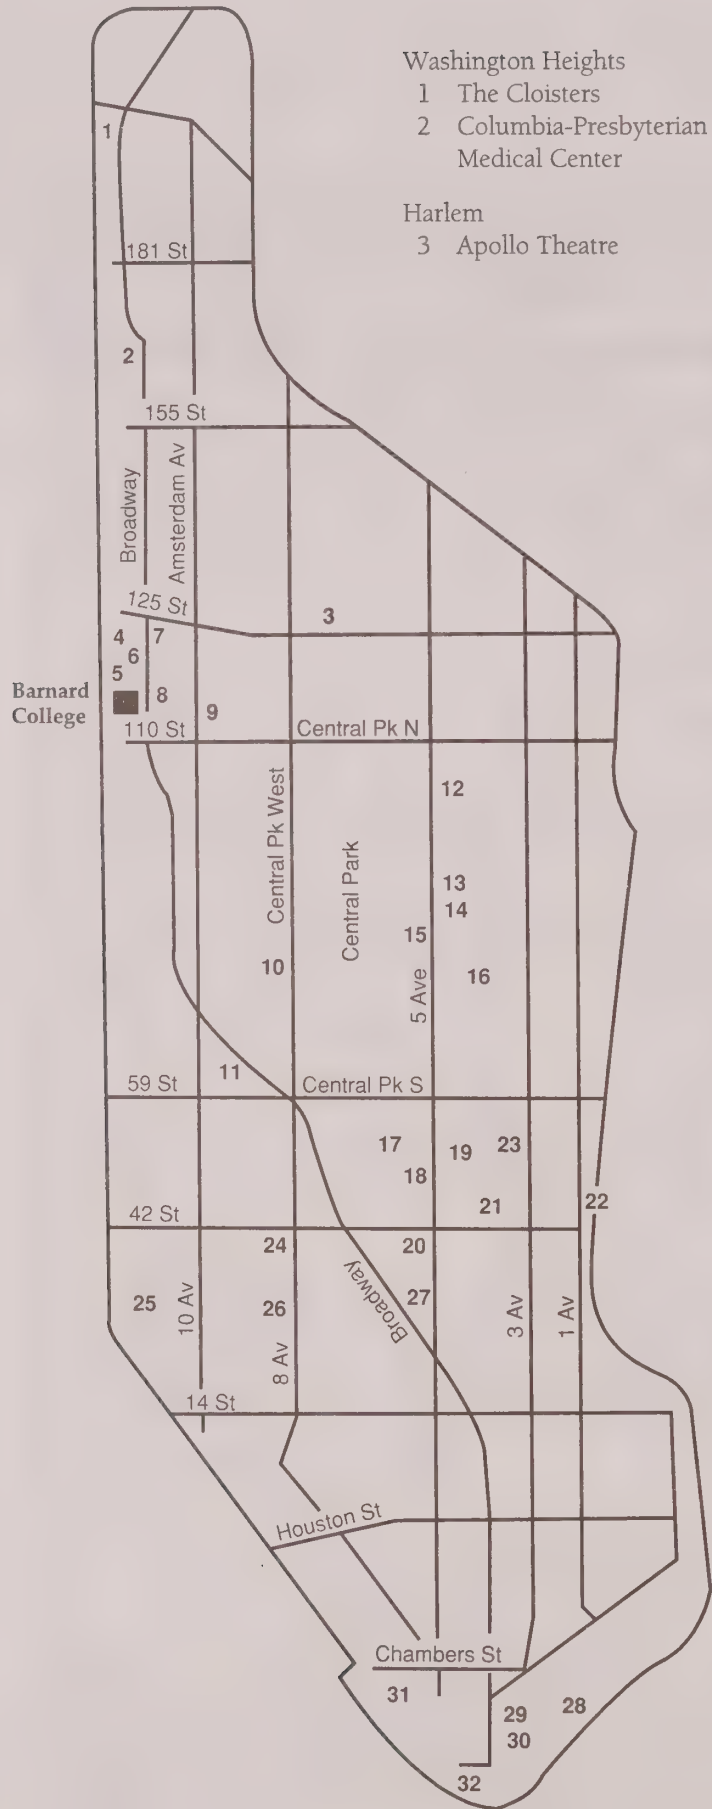 Washington Heights
1 The Cloisters
2 Columbia-Presbyterian
Medical Center
Harlem
3 Apollo Theatre
1
181 St
2
155 St
Broadway
Amsterdam Av
125 St
3
4
7
6
5
Barnard
College
8
9
110 St
Central Pk N
Central Pk West
Central Park
12
13
14
15
10
16
5 Ave
11
59 St
Central Pk S
17
19
23
18
21
22
42 St
24
20
Broadway
25
10 Av
26
27
3 Av
1 Av
8 Av
14 St
Houston St
Chambers St
31
29
28
30
32